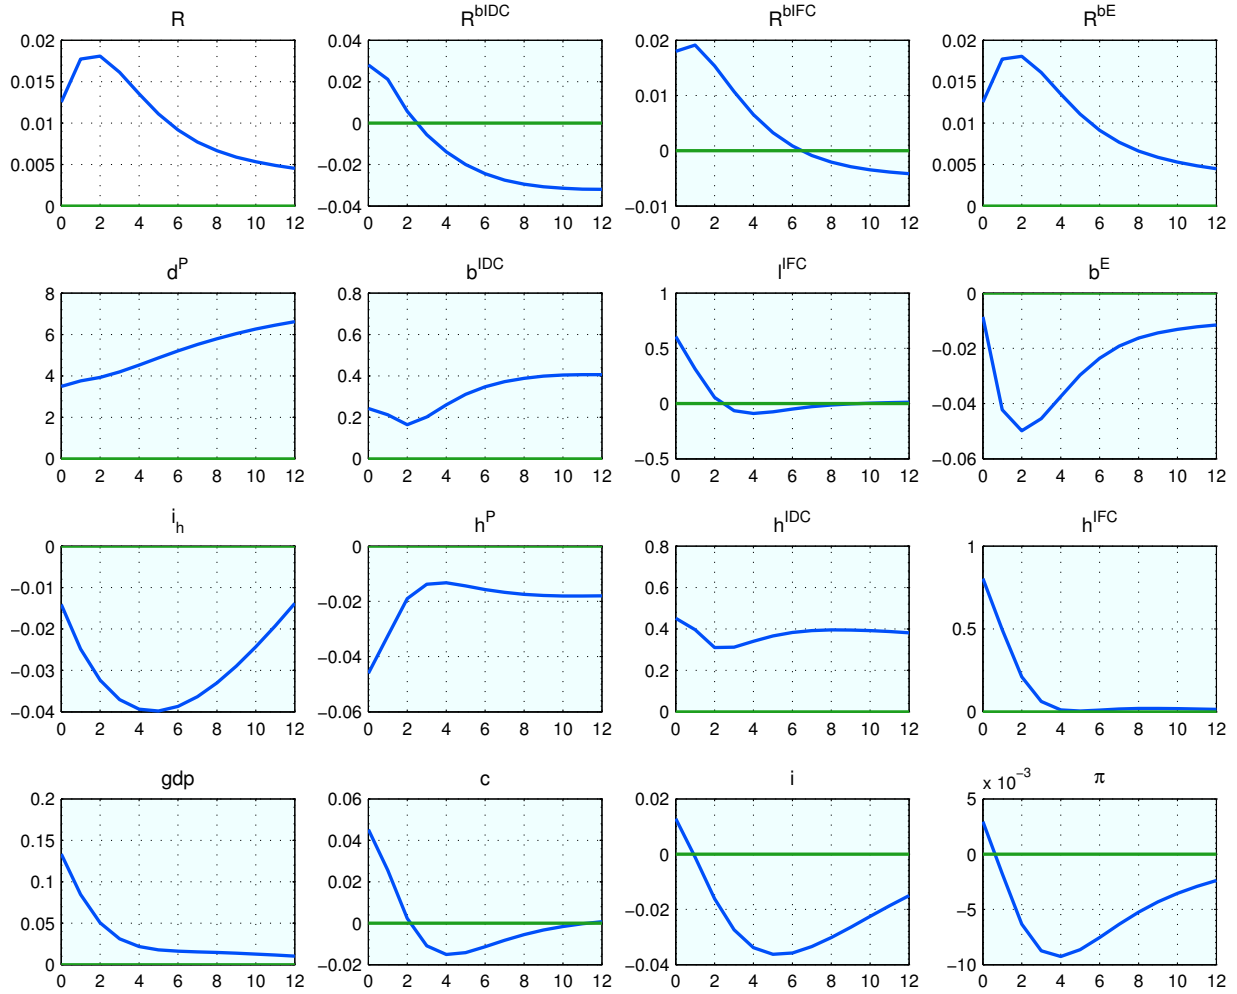 R
0.02
0.015
0.01
0.005
0
0 2 4 6 8 10 12
R^bIDC
0.04
0.02
0
−0.02
−0.04
0 2 4 6 8 10 12
R^bIFC
0.02
0.01
0
−0.01
0 2 4 6 8 10 12
R^bE
0.02
0.015
0.01
0.005
0
0 2 4 6 8 10 12
d^P
8
6
4
2
0
0 2 4 6 8 10 12
b^IDC
0.8
0.6
0.4
0.2
0
0 2 4 6 8 10 12
l^IFC
1
0.5
0
−0.5
0 2 4 6 8 10 12
b^E
0
−0.02
−0.04
−0.06
0 2 4 6 8 10 12
i_h
0
−0.01
−0.02
−0.03
−0.04
0 2 4 6 8 10 12
h^P
0
−0.02
−0.04
−0.06
0 2 4 6 8 10 12
h^IDC
0.8
0.6
0.4
0.2
0
0 2 4 6 8 10 12
h^IFC
1
0.5
0
0 2 4 6 8 10 12
gdp
0.2
0.15
0.1
0.05
0
0 2 4 6 8 10 12
c
0.06
0.04
0.02
0
−0.02
0 2 4 6 8 10 12
i
0.02
0
−0.02
−0.04
0 2 4 6 8 10 12
x 10^−3 π
5
0
−5
−10
0 2 4 6 8 10 12